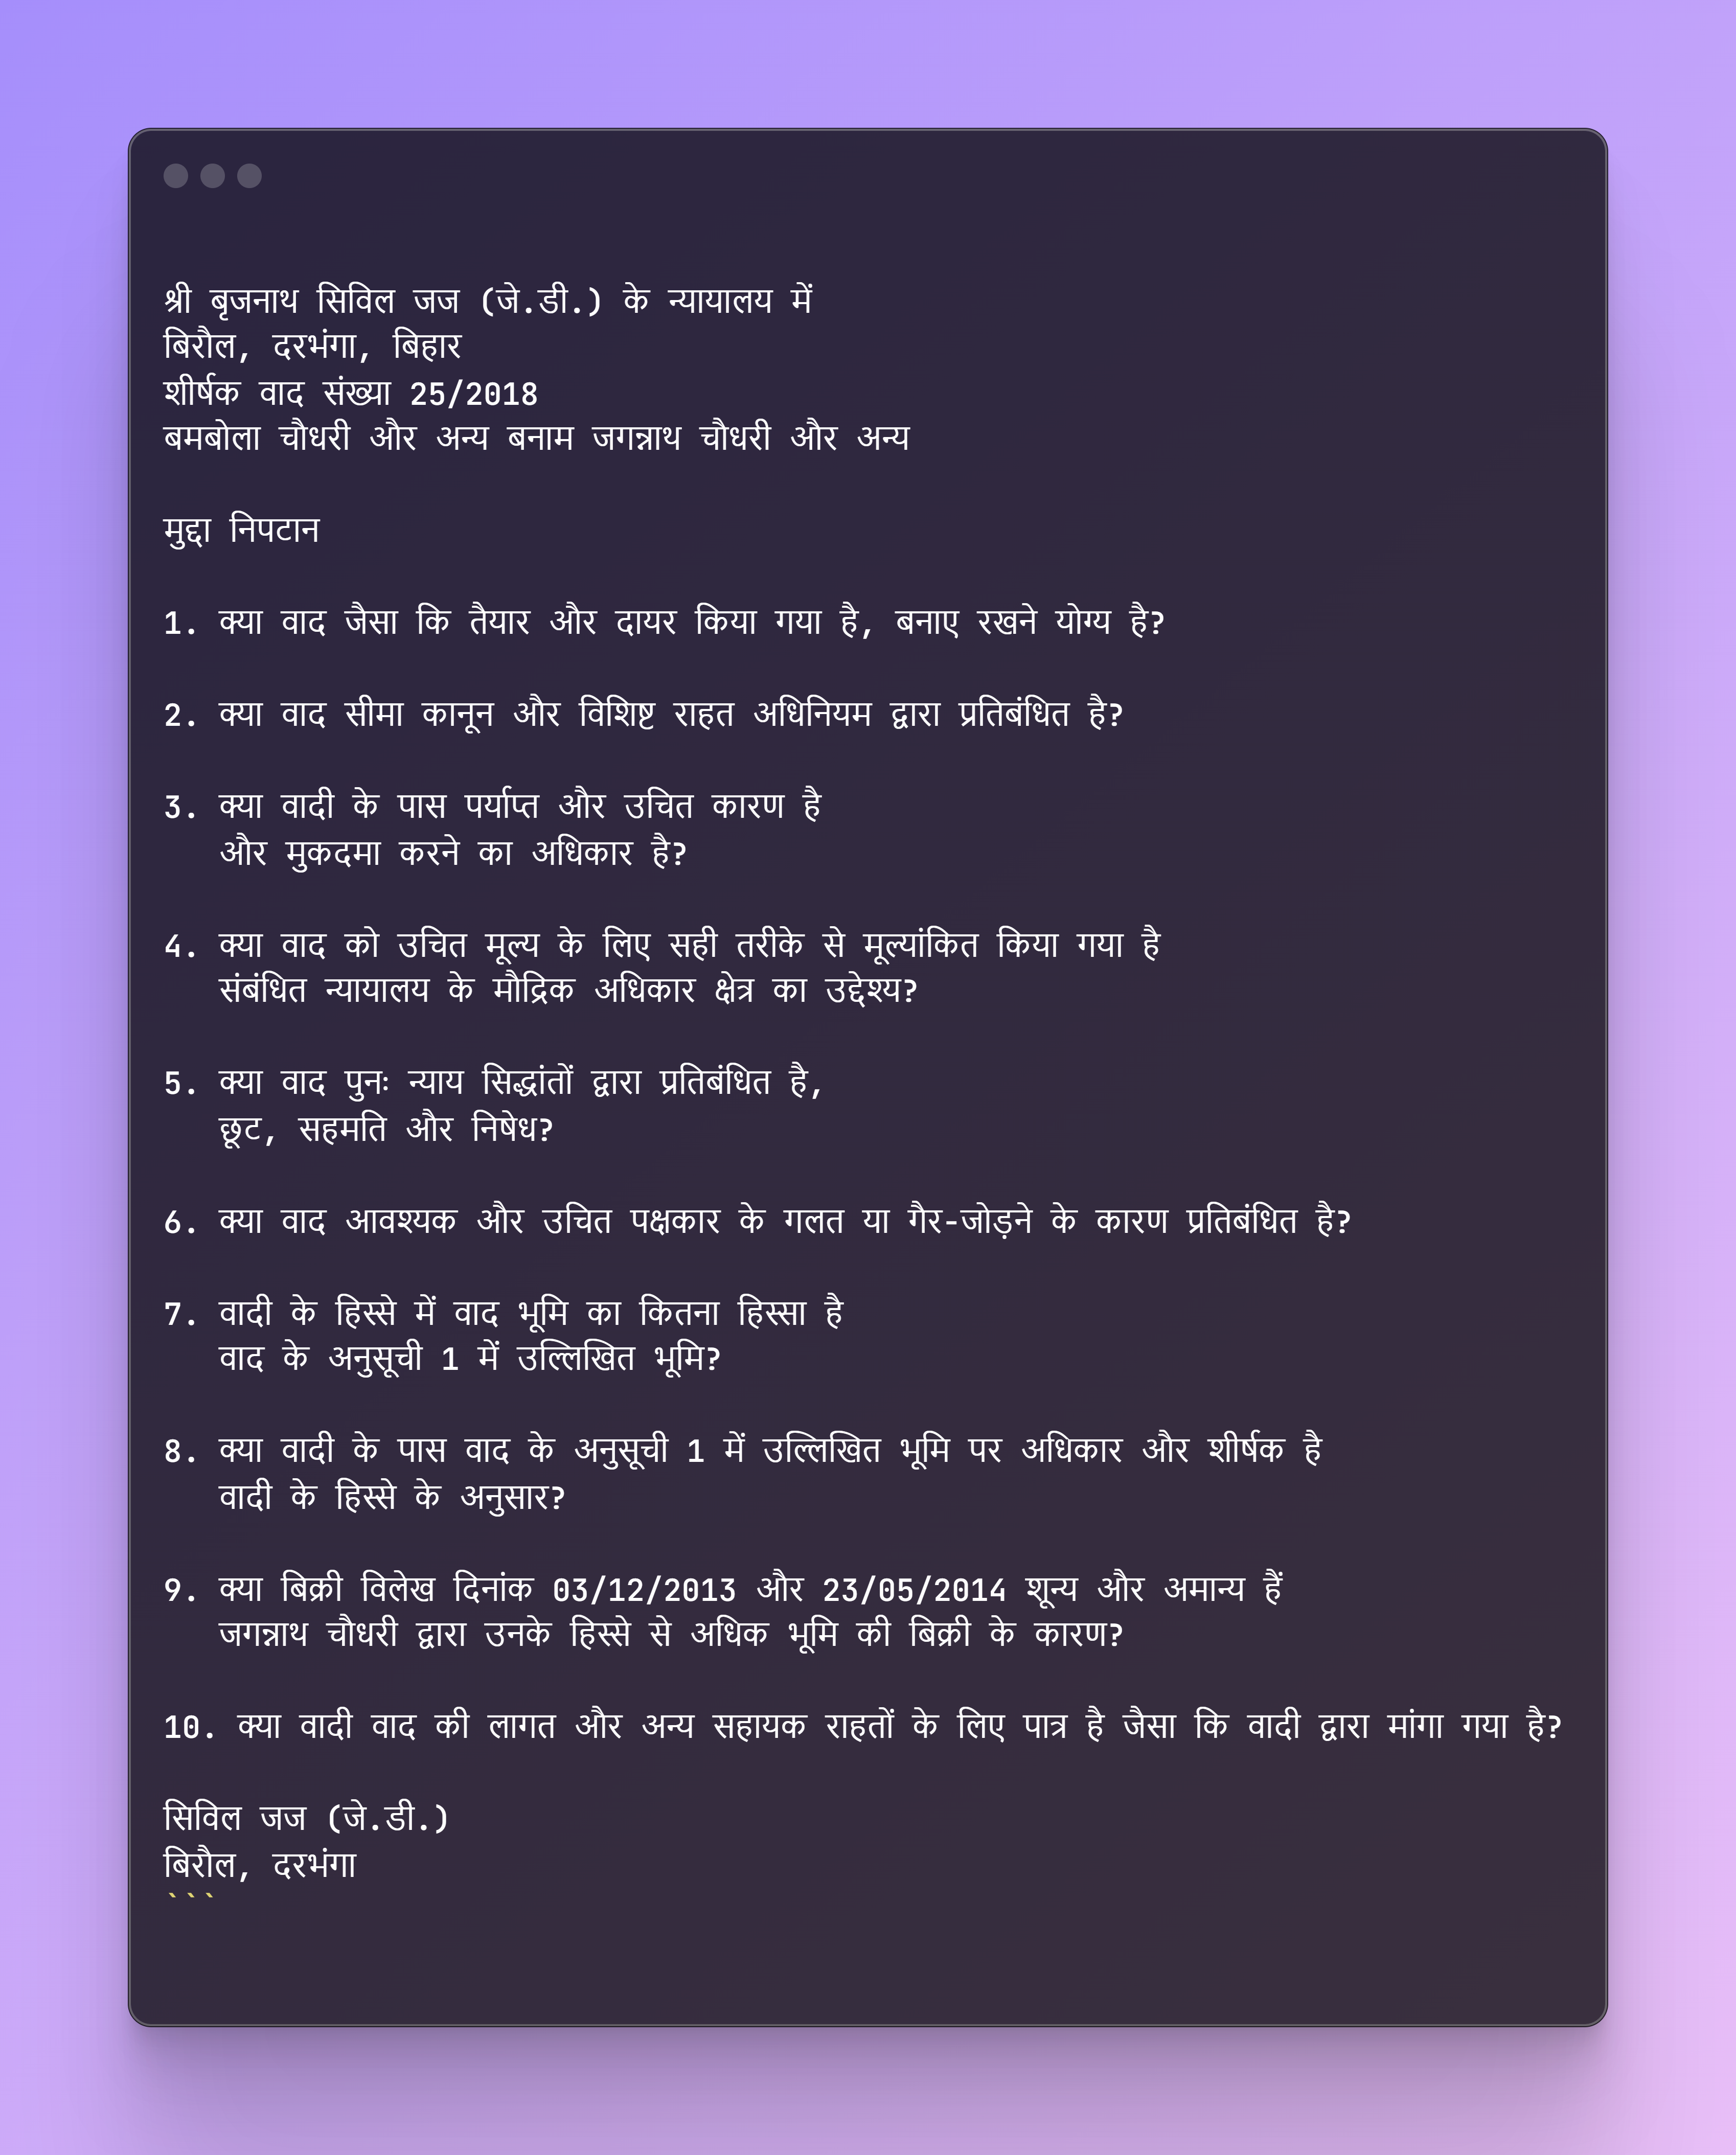 श्री बृजनाथ सिविल जज (जे.डी.) के न्यायालय में
बिरौल, दरभंगा, बिहार
शीर्षक वाद संख्या 25/2018
बमबोला चौधरी और अन्य बनाम जगन्नाथ चौधरी और अन्य
मुद्दा निपटान
1. क्या वाद जैसा कि तैयार और दायर किया गया है, बनाए रखने योग्य है?
2. क्या वाद सीमा कानून और विशिष्ट राहत अधिनियम द्वारा प्रतिबंधित है?
3. क्या वादी के पास पर्याप्त और उचित कारण है
और मुकदमा करने का अधिकार है?
4. क्या वाद को उचित मूल्य के लिए सही तरीके से मूल्यांकित किया गया है
संबंधित न्यायालय के मौद्रिक अधिकार क्षेत्र का उद्देश्य?
5. क्या वाद पुनः न्याय सिद्धांतों द्वारा प्रतिबंधित है,
छूट, सहमति और निषेध?
6. क्या वाद आवश्यक और उचित पक्षकार के गलत या गैर-जोड़ने के कारण प्रतिबंधित है?
7. वादी के हिस्से में वाद भूमि का कितना हिस्सा है
वाद के अनुसूची 1 में उल्लिखित भूमि?
8. क्या वादी के पास वाद के अनुसूची 1 में उल्लिखित भूमि पर अधिकार और शीर्षक है
वादी के हिस्से के अनुसार?
9. क्या बिक्री विलेख दिनांक 03/12/2013 और 23/05/2014 शून्य और अमान्य हैं
जगन्नाथ चौधरी द्वारा उनके हिस्से से अधिक भूमि की बिक्री के कारण?
10. क्या वादी वाद की लागत और अन्य सहायक राहतों के लिए पात्र है जैसा कि वादी द्वारा मांगा गया है?
सिविल जज (जे.डी.)
बिरौल, दरभंगा
```